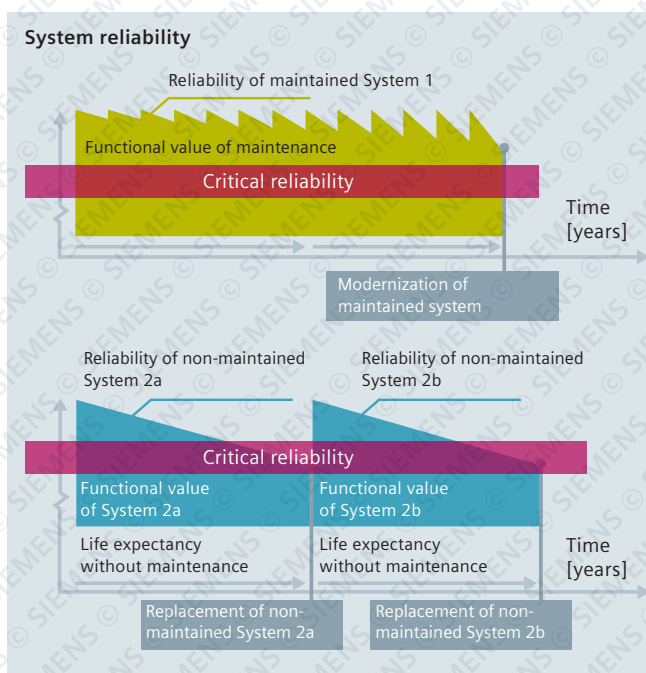 System reliability
Reliability of maintained System 1
Functional value of maintenance
Critical reliability
Time
[years]
Modernization of
maintained system
Reliability of non-maintained
System 2a
Reliability of non-maintained
System 2b
Critical reliability
Functional value
of System 2a
Functional value
of System 2b
Life expectancy
without maintenance
Life expectancy
without maintenance
Time
[years]
Replacement of non-
maintained System 2a
Replacement of non-
maintained System 2b
© SIEMENS